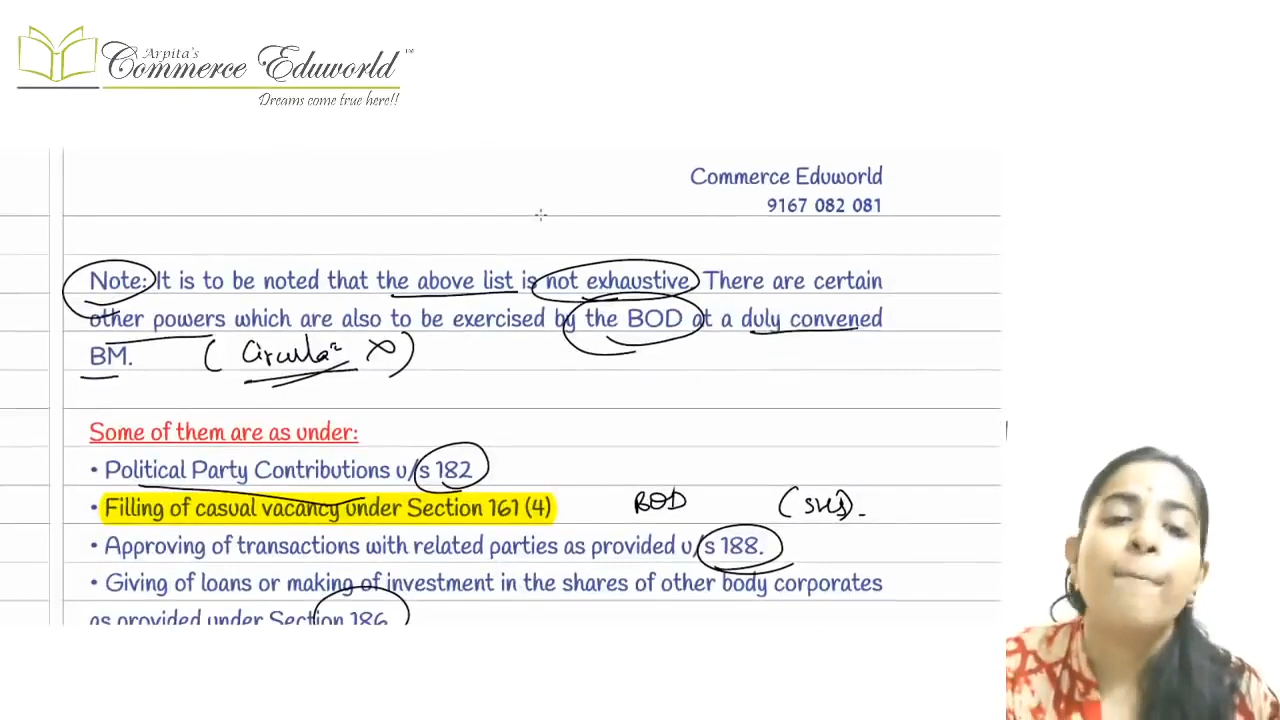 Arpita's
Commerce Eduworld™
Dreams come true here!!
Commerce Eduworld
9167 082 081
Note: It is to be noted that the above list is not exhaustive. There are certain
other powers which are also to be exercised by the BOD at a duly convened
BM. (Circular X)
Some of them are as under:
• Political Party Contributions u/s 182
• Filling of casual vacancy under Section 161 (4) BOD
• Approving of transactions with related parties as provided u/s 188.
• Giving of loans or making of investment in the shares of other body corporates
as provided under Section 186.